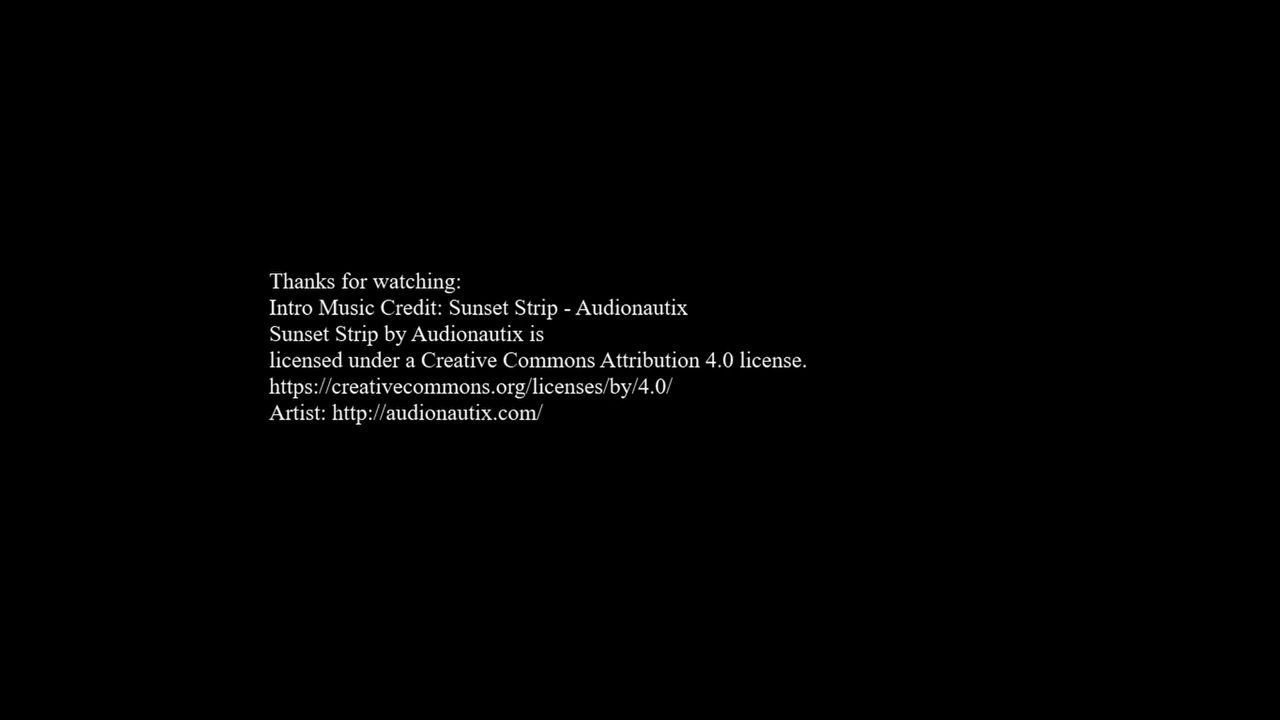 Thanks for watching:
Intro Music Credit: Sunset Strip - Audionautix
Sunset Strip by Audionautix is
licensed under a Creative Commons Attribution 4.0 license.
https://creativecommons.org/licenses/by/4.0/
Artist: http://audionautix.com/